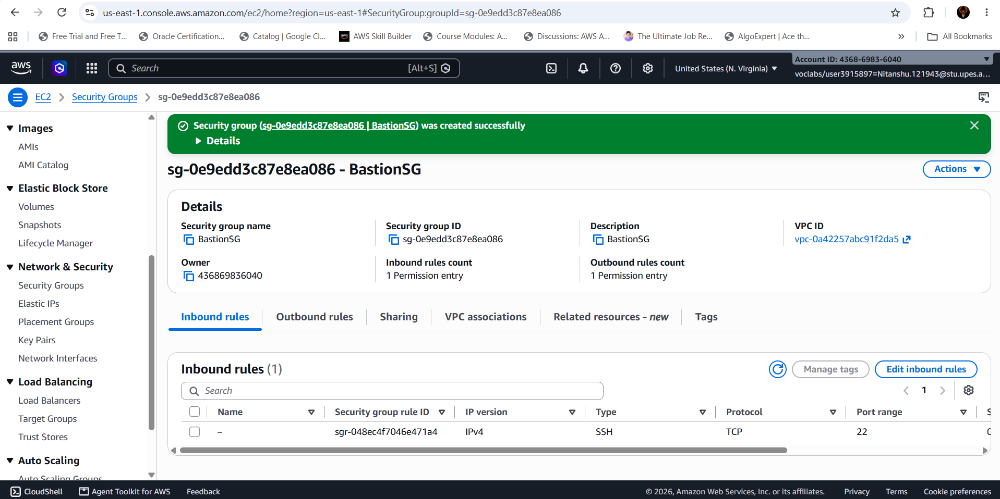 us-east-1.console.aws.amazon.com/ec2/home?region=us-east-1#SecurityGroup:groupId=sg-0e9edd3c87e8ea086
Free Trial and Free T...
Oracle Certification...
Catalog | Google Cl...
aws
AWS Skill Builder
Course Modules: A...
Discussions: AWS A...
The Ultimate Job Re...
AlgoExpert | Ace th...
All Bookmarks
aws
Search
[Alt+S]
United States (N. Virginia)
Account ID: 4368-6983-6040
voclabs/user3915897=Nitanshu.121943@stu.upes.a...
EC2
Security Groups
sg-0e9edd3c87e8ea086
Images
AMIs
AMI Catalog
Elastic Block Store
Volumes
Snapshots
Lifecycle Manager
Network & Security
Security Groups
Elastic IPs
Placement Groups
Key Pairs
Network Interfaces
Load Balancing
Load Balancers
Target Groups
Trust Stores
Auto Scaling
Auto Scaling Groups
Security group (sg-0e9edd3c87e8ea086 | BastionSG) was created successfully
Details
sg-0e9edd3c87e8ea086 - BastionSG
Actions
Details
Security group name
BastionSG
Security group ID
sg-0e9edd3c87e8ea086
Description
BastionSG
VPC ID
vpc-0a42257abc91f2da5
Owner
436869836040
Inbound rules count
1 Permission entry
Outbound rules count
1 Permission entry
Inbound rules
Outbound rules
Sharing
VPC associations
Related resources - new
Tags
Inbound rules (1)
Manage tags
Edit inbound rules
Search
1
Name
Security group rule ID
IP version
Type
Protocol
Port range
–
sgr-048ec4f7046e471a4
IPv4
SSH
TCP
22
CloudShell
Agent Toolkit for AWS
Feedback
© 2026, Amazon Web Services, Inc. or its affiliates.
Privacy
Terms
Cookie preferences